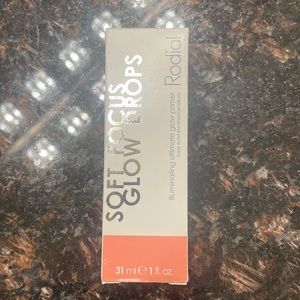 SOFT FOCUS
GLOW DROPS
illuminating ultimate glow primer
Rodial
31 ml e 1 fl. oz.